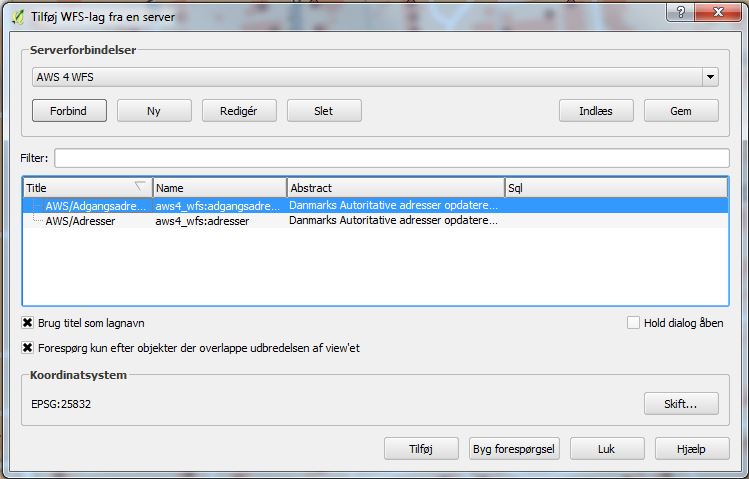 Tilføj WFS-lag fra en server
Serverforbindelser
AWS 4 WFS
Forbind Ny Redigér Slet Indlæs Gem
Filter:
Title Name Abstract Sql
AWS/Adgangsadre... aws4_wfs:adgangsadre... Danmarks Autoritative adresser opdatere...
AWS/Adresser aws4_wfs:adresser Danmarks Autoritative adresser opdatere...
Brug titel som lagnavn Hold dialog åben
Forespørg kun efter objekter der overlappe udbredelsen af view'et
Koordinatsystem
EPSG:25832 Skift...
Tilføj Byg forespørgsel Luk Hjælp